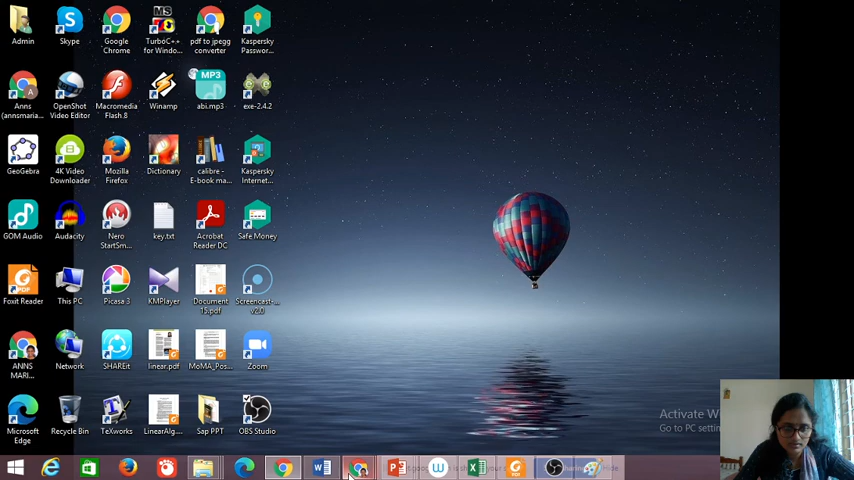 Admin
Skype
Google
Chrome
MS
TurboC++
for Windo...
pdf to jpegg
converter
Kaspersky
Passwor...
Anns
(annsmaria...
OpenShot
Video Editor
Macromedia
Flash 8
Winamp
MP3
abi.mp3
exe-2.4.2
GeoGebra
4K Video
Downloader
Mozilla
Firefox
Dictionary
calibre -
E-book ma...
Kaspersky
Internet...
GOM Audio
Audacity
Nero
StartSm...
key.txt
Acrobat
Reader DC
Safe Money
PDF
Foxit Reader
This PC
Picasa 3
KMPlayer
Document
15.pdf
Screencast-...
v2.0
ANNS
MARI...
Network
SHAREit
linear.pdf
MoMA_Pos...
Zoom
Microsoft
Edge
Recycle Bin
TeXworks
LinearAlg...
Sap PPT
OBS Studio
Activate W
Go to PC setti
Hide